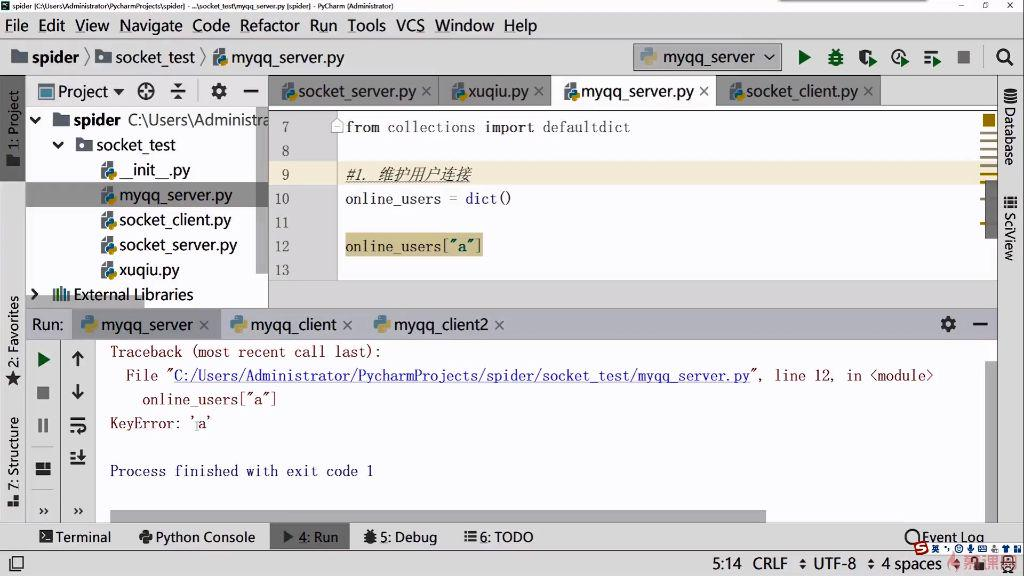 spider [C:\Users\Administrator\PycharmProjects\spider] - ...\socket_test\myqq_server.py [spider] - PyCharm (Administrator)
File Edit View Navigate Code Refactor Run Tools VCS Window Help
spider socket_test myqq_server.py myqq_server
1: Project
Project
socket_server.py xuqiu.py myqq_server.py socket_client.py
spider C:\Users\Administra
socket_test
__init__.py
myqq_server.py
socket_client.py
socket_server.py
xuqiu.py
External Libraries
7 from collections import defaultdict
8
9 #1. 维护用户连接
10 online_users = dict()
11
12 online_users["a"]
13
Database
SciView
2: Favorites
7: Structure
Run: myqq_server myqq_client myqq_client2
Traceback (most recent call last):
File "C:/Users/Administrator/PycharmProjects/spider/socket_test/myqq_server.py", line 12, in <module>
online_users["a"]
KeyError: 'a'
Process finished with exit code 1
Terminal Python Console 4: Run 5: Debug 6: TODO Event Log
英
5:14 CRLF UTF-8 4 spaces